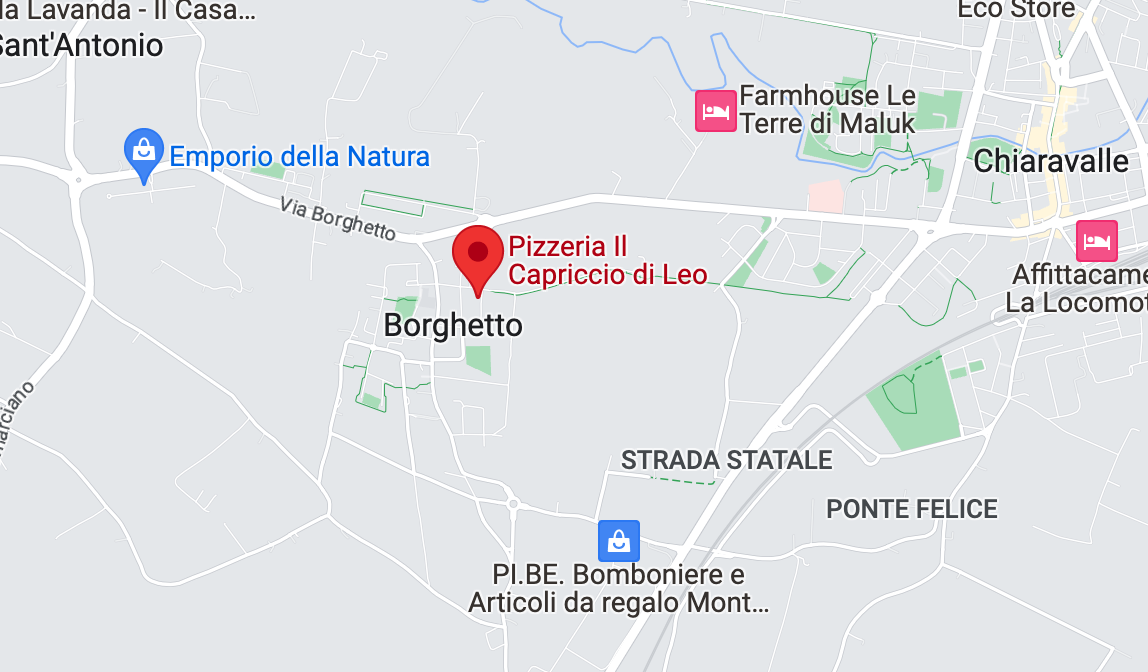 la Lavanda - Il Casa...
Eco Store
Sant'Antonio
Farmhouse Le
Terre di Maluk
Emporio della Natura
Chiaravalle
Via Borghetto
Pizzeria Il
Capriccio di Leo
Affittacame
La Locomot
Borghetto
marciano
STRADA STATALE
PONTE FELICE
PI.BE. Bomboniere e
Articoli da regalo Mont...